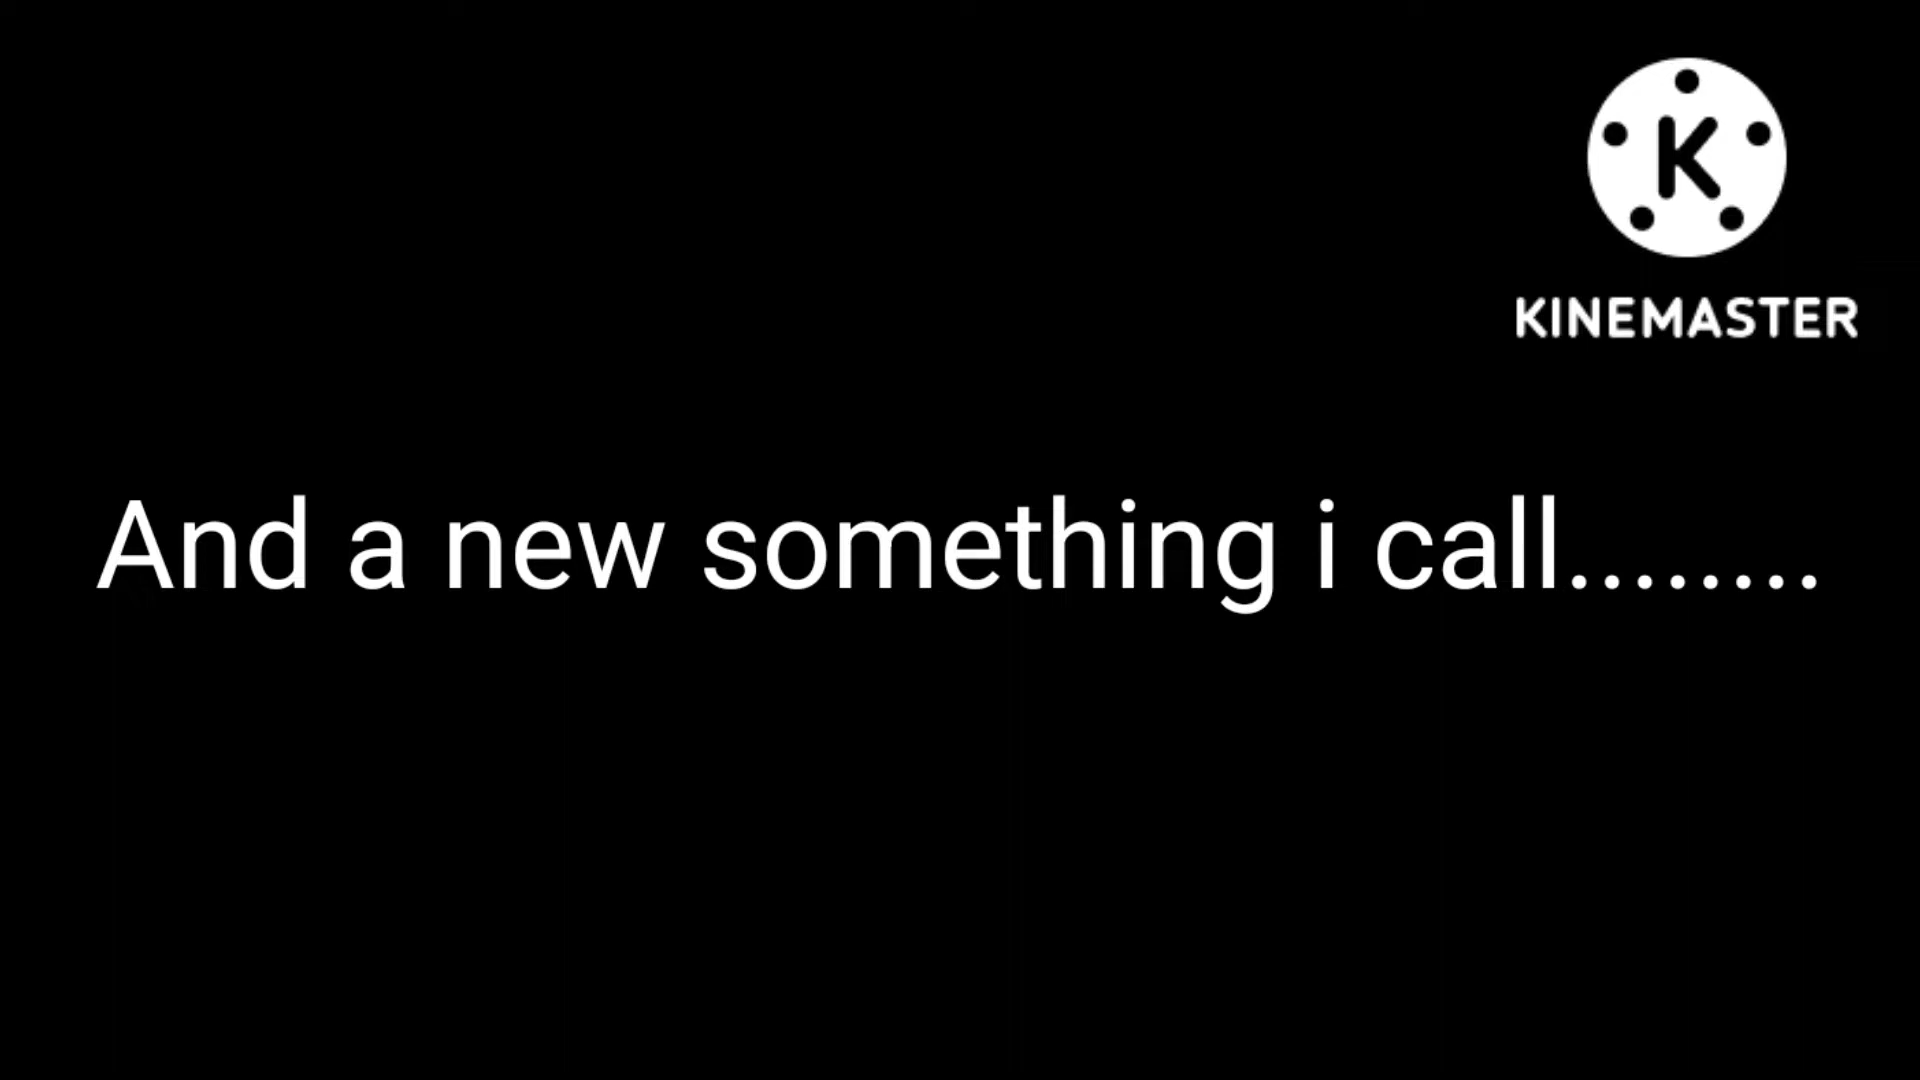 K
KINEMASTER
And a new something i call........